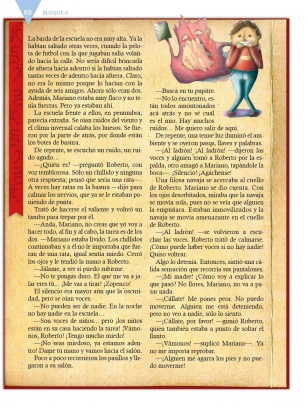 60 BLOQUE II
La barda de la escuela no era muy alta. Ya la
habían saltado otras veces, cuando la pelo-
ta de futbol con la que jugaban salía volan-
do hacia la calle. No sería difícil brincarla
de afuera hacia adentro si la habían saltado
tantas veces de adentro hacia afuera. Claro,
no era lo mismo porque lo hacían con la
ayuda de seis amigos. Ahora sólo eran dos.
Además, Mariano estaba muy flaco y no te-
nía fuerzas. Pero ya estaban ahí.
La escuela frente a ellos, en penumbra,
parecía extraña. Se oían ruidos del viento y
el clima invernal calaba los huesos. Se fue-
ron por la parte de atrás, por donde están
los botes de basura.
De repente, se escuchó un ruido, un rui-
do agudo...
—¿Quién es? —preguntó Roberto, con
voz temblorosa. Sólo un chillido y ninguna
otra respuesta; pensó que sería una rata—.
A veces hay ratas en la basura —dijo para
calmar los nervios, que ya se le estaban po-
niendo de punta.
Trató de hacerse el valiente y volteó un
tambo para trepar por él.
—Anda, Mariano, no creas que yo voy a
hacer todo, al fin y al cabo, la tarea es de los
dos —Mariano estaba lívido. Los chillidos
continuaban y a él no le importaba que fue-
ran de una rata, igual sentía miedo. Cerró
los ojos y le tendió la mano a Roberto.
—Jálame, a ver si puedo subirme.
—No te pongas duro. El que me va a ja-
lar eres tú... ¡Me vas a tirar! ¡Zopenco!
El silencio era mayor aún que la oscuri-
dad, pero se oían voces.
—No pueden ser de nadie. En la noche
no hay nadie en la escuela...
—Son voces de niños... pero ¡los niños
están en su casa haciendo la tarea! ¡Vámo-
nos, Roberto! ¡Tengo mucho miedo!
—¡No seas miedoso, ya estamos aden-
tro! Daque tu mano y vamos hacia el salón.
Poco a poco recorrieron los pasillos y lle-
garon a su salón.
—Busca en tu pupitre.
—No lo encuentro, es-
tán todos amontonados
acá atrás y no sé cuál
es el mío. Hay muchos
ruidos... Me quiero salir de aquí.
De repente, una tenue luz iluminó el am-
biente y se oyeron pasos, llaves y palabras.
—¡Al ladrón! ¡Al ladrón! —dijeron las
voces y alguien tomó a Roberto por la es-
palda, otro amagó a Mariano, tapándole la
boca—. ¡Silencio! ¡Agáchense!
Una filosa navaja se acercaba al cuello
de Roberto. Mariano se dio cuenta. Con
los ojos desorbitados, miraba que la navaja
se movía sola, pues no se veía que alguien
la empuñara. Estaban inmovilizados y la
navaja se movía amenazante en el cuello
de Roberto.
—¡Al ladrón! —se volvieron a escu-
char las voces. Roberto trató de calmarse.
¿Cómo puede haber voces si no hay nadie!
Quiso voltear.
Algo lo detenía. Entonces, sintió una cá-
lida sensación que recorría sus pantalones.
—¡Mi madre! ¿Cómo voy a explicar lo
que pasó? No llores, Mariano, no va a pa-
sar nada.
—¡Cállate! Me pones peor. No puedo
moverme. Alguien me está deteniendo,
pero no veo a nadie, sólo lo siento.
—¡Cállate, por favor! —gimió Roberto,
quien también estaba a punto de soltar el
llanto.
—¡Vámonos! —suplicó Mariano—. Ya
no me importa reprobar.
—¡Alguien me agarra los pies y no pue-
do moverme!